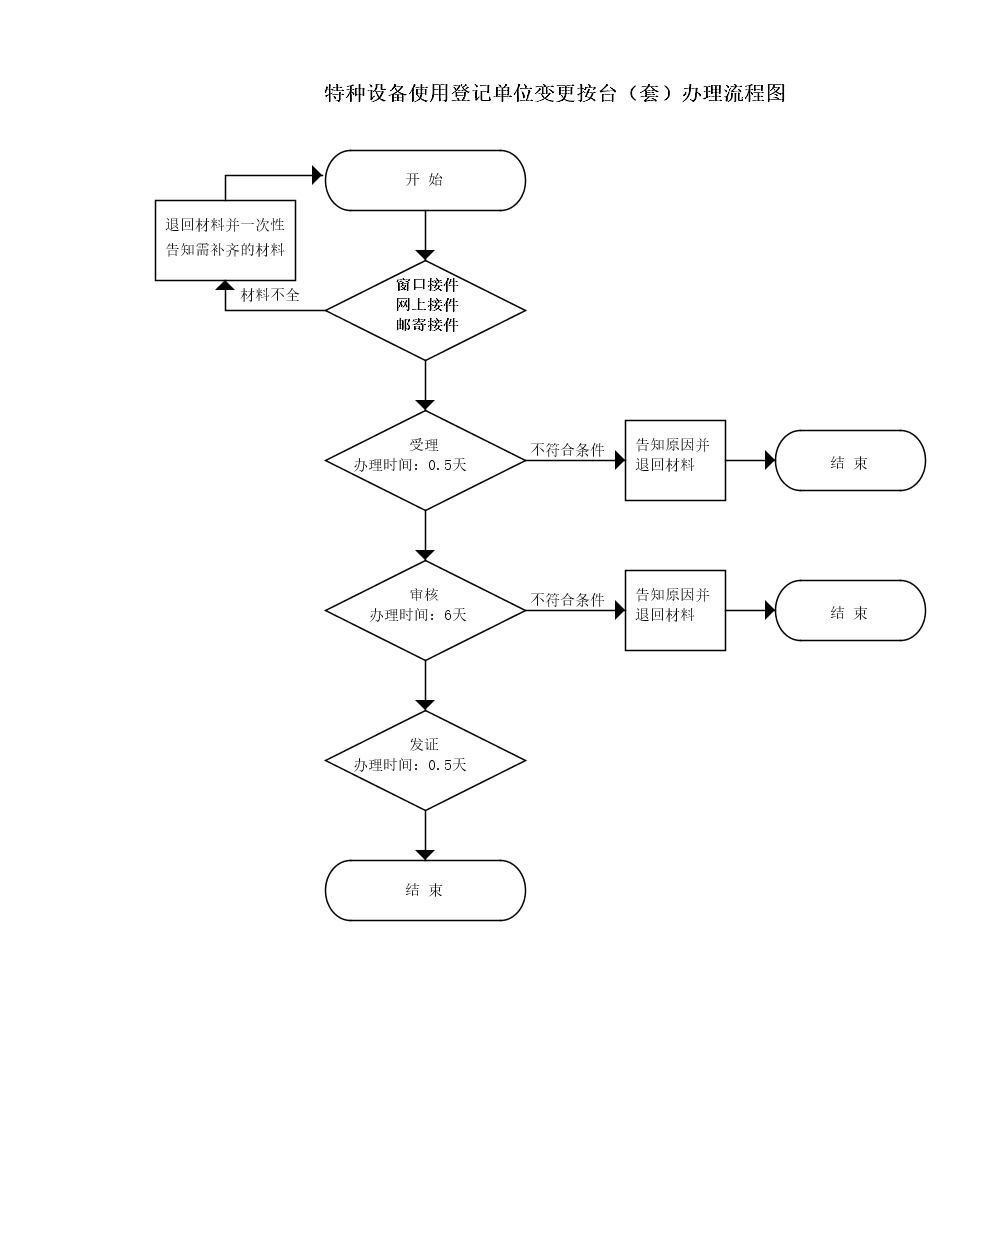 特种设备使用登记单位变更按台（套）办理流程图
开 始
退回材料并一次性
告知需补齐的材料
材料不全
窗口接件
网上接件
邮寄接件
受理
办理时间：0.5天
不符合条件
告知原因并
退回材料
结 束
审核
办理时间：6天
不符合条件
告知原因并
退回材料
结 束
发证
办理时间：0.5天
结 束